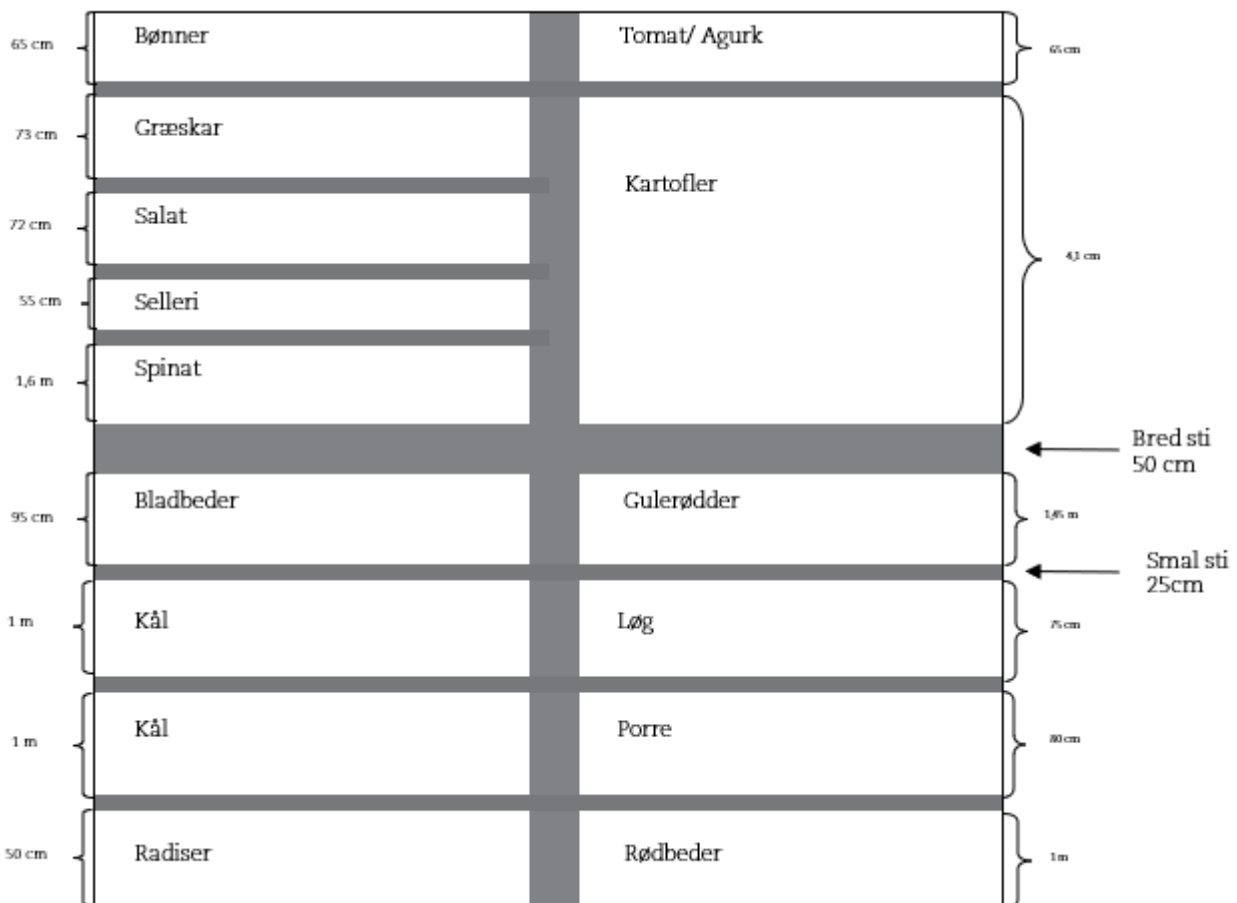 65 cm Bønner Tomat/ Agurk 65 cm
73 cm Græskar
Kartofler
72 cm Salat
4,1 cm
55 cm Selleri
1,6 m Spinat
Bred sti
50 cm
Bladbeder Gulerødder
95 cm 1,45 m
Smal sti
25cm
1 m Kål Løg 75 cm
1 m Kål Porre 80 cm
50 cm Radiser Rødbeder 1 m